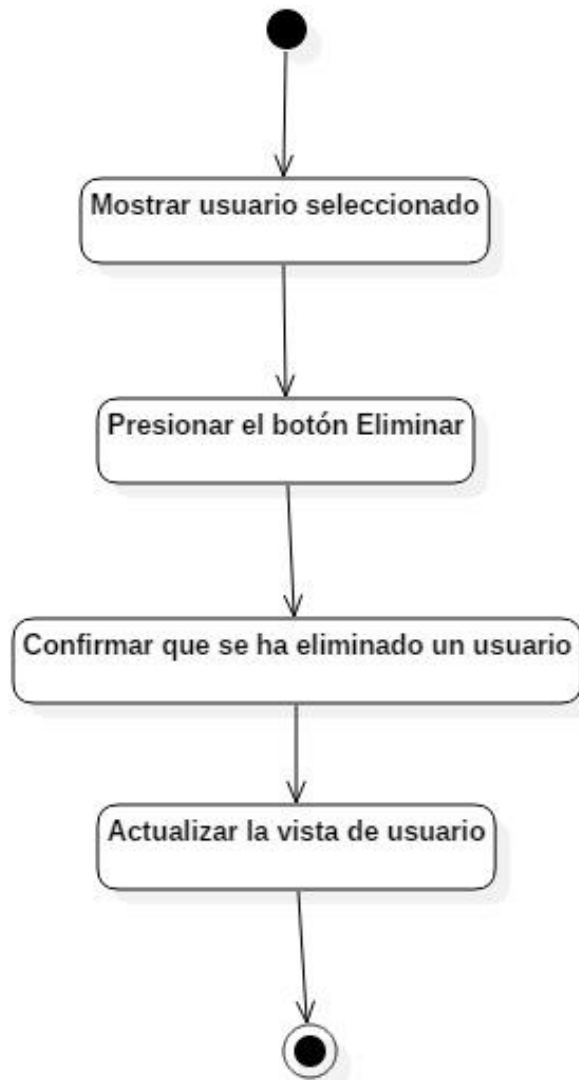 Mostrar usuario seleccionado
Presionar el botón Eliminar
Confirmar que se ha eliminado un usuario
Actualizar la vista de usuario